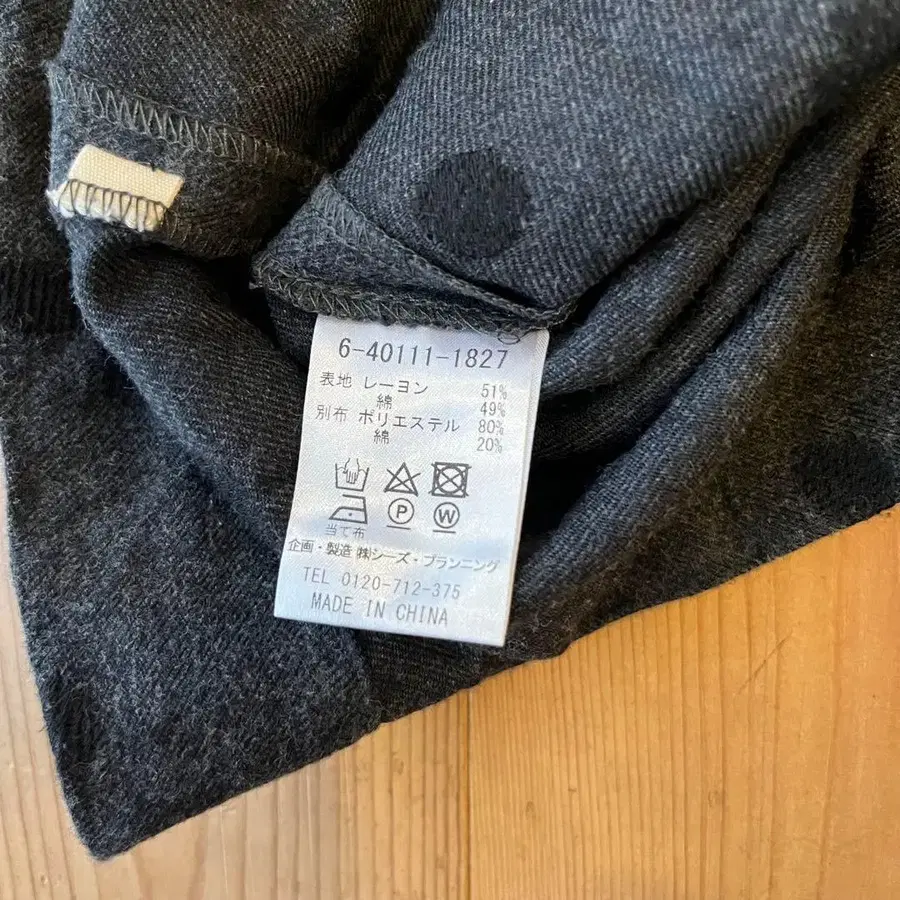 6-40111-1827
表地 レーヨン 51%
綿 49%
別布 ポリエステル 80%
綿 20%
P W
当て布
企画・製造 ㈱シーズ・プランニング
TEL 0120-712-375
MADE IN CHINA